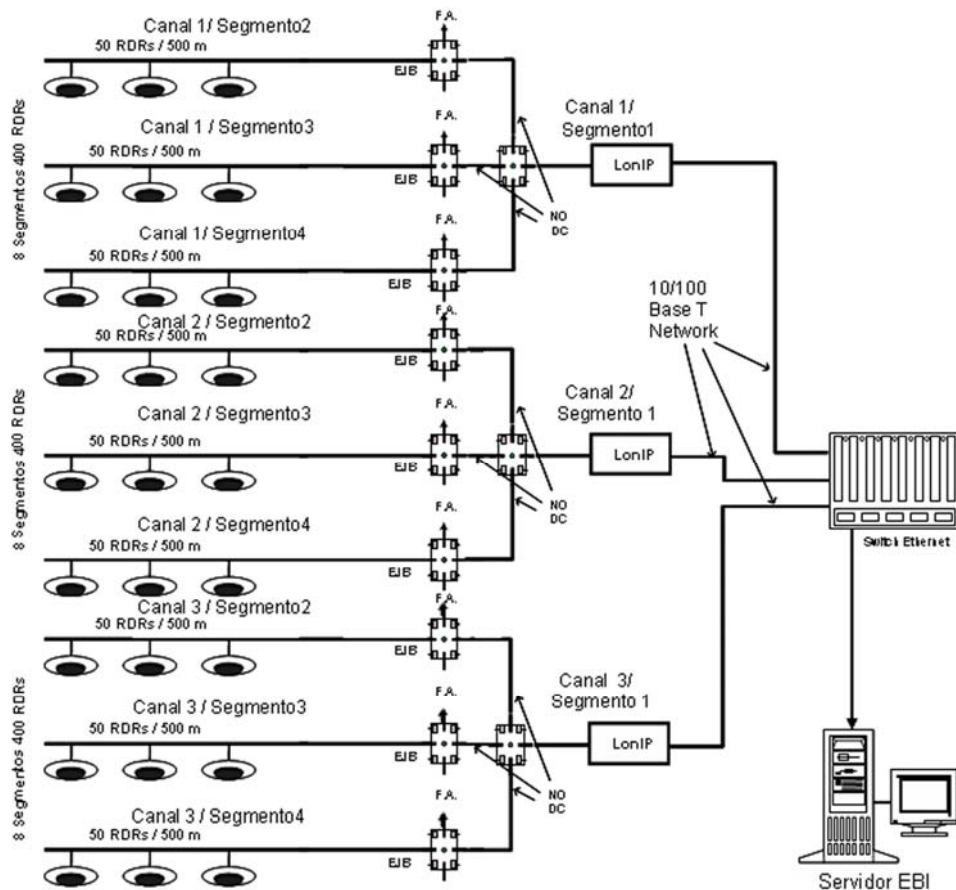 F.A.
Canal 1/ Segmento2
50 RDRs / 500 m
EJB
F.A.
Canal 1 / Segmento3
50 RDRs / 500 m
EJB
F.A.
Canal 1/ Segmento4
50 RDRs / 500 m
EJB
8 Segmentos 400 RDRs
NO
DC
Canal 1/
Segmento1
LonIP
F.A.
Canal 2 / Segmento2
50 RDRs / 500 m
EJB
F.A.
Canal 2 / Segmento3
50 RDRs / 500 m
EJB
F.A.
Canal 2 / Segmento4
50 RDRs / 500 m
EJB
8 Segmentos 400 RDRs
NO
DC
Canal 2/
Segmento 1
LonIP
F.A.
Canal 3 / Segmento2
50 RDRs / 500 m
EJB
F.A.
Canal 3 / Segmento3
50 RDRs / 500 m
EJB
F.A.
Canal 3 / Segmento4
50 RDRs / 500 m
EJB
8 Segmentos 400 RDRs
NO
DC
Canal 3/
Segmento 1
LonIP
10/100
Base T
Network
Switch Ethernet
Servidor EBI